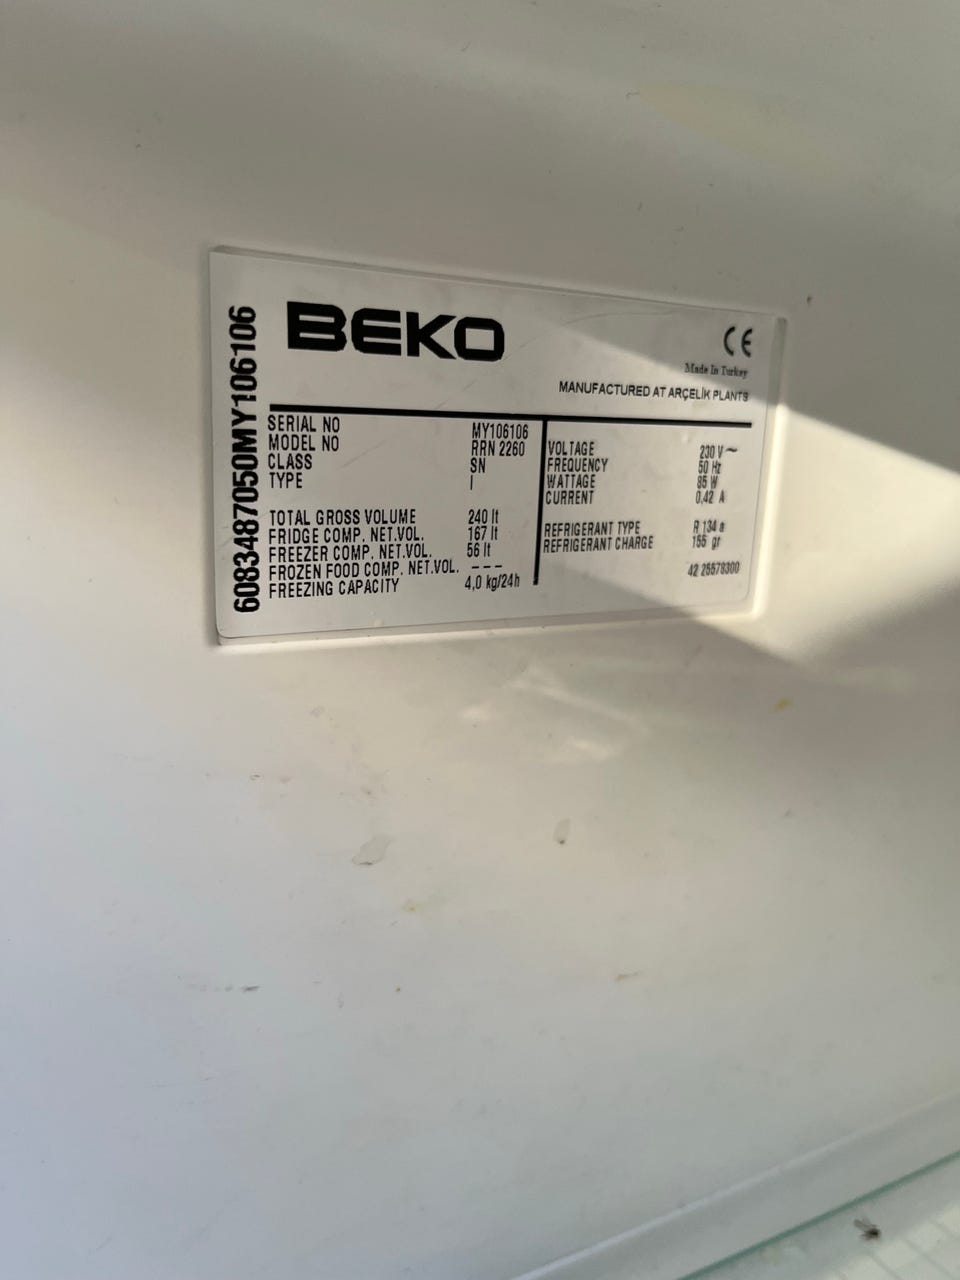 6083487050MY106106
BEKO
CE
Made In Turkey
MANUFACTURED AT ARÇELİK PLANTS
SERIAL NO MY106106
MODEL NO RRN 2260
CLASS SN
TYPE I
TOTAL GROSS VOLUME 240 lt
FRIDGE COMP. NET.VOL. 167 lt
FREEZER COMP. NET.VOL. 56 lt
FROZEN FOOD COMP. NET.VOL. ---
FREEZING CAPACITY 4,0 kg/24h
VOLTAGE 230 V~
FREQUENCY 50 Hz
WATTAGE 85 W
CURRENT 0,42 A
REFRIGERANT TYPE R 134 a
REFRIGERANT CHARGE 155 gr
42 25578300